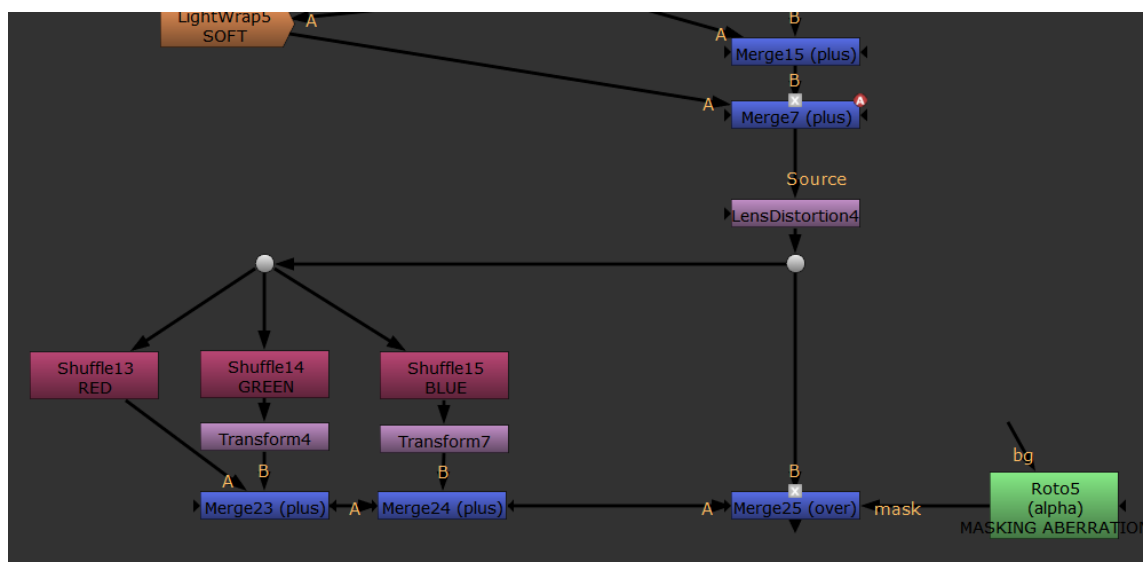 LightWrap5
SOFT
A
B
A
Merge15 (plus)
B
X
A
A
A
Merge7 (plus)
Source
LensDistortion4
Shuffle13
RED
Shuffle14
GREEN
Shuffle15
BLUE
Transform4
Transform7
bg
A
B
B
B
X
Merge23 (plus)
A
Merge24 (plus)
A
Merge25 (over)
mask
Roto5
(alpha)
MASKING ABERRATION